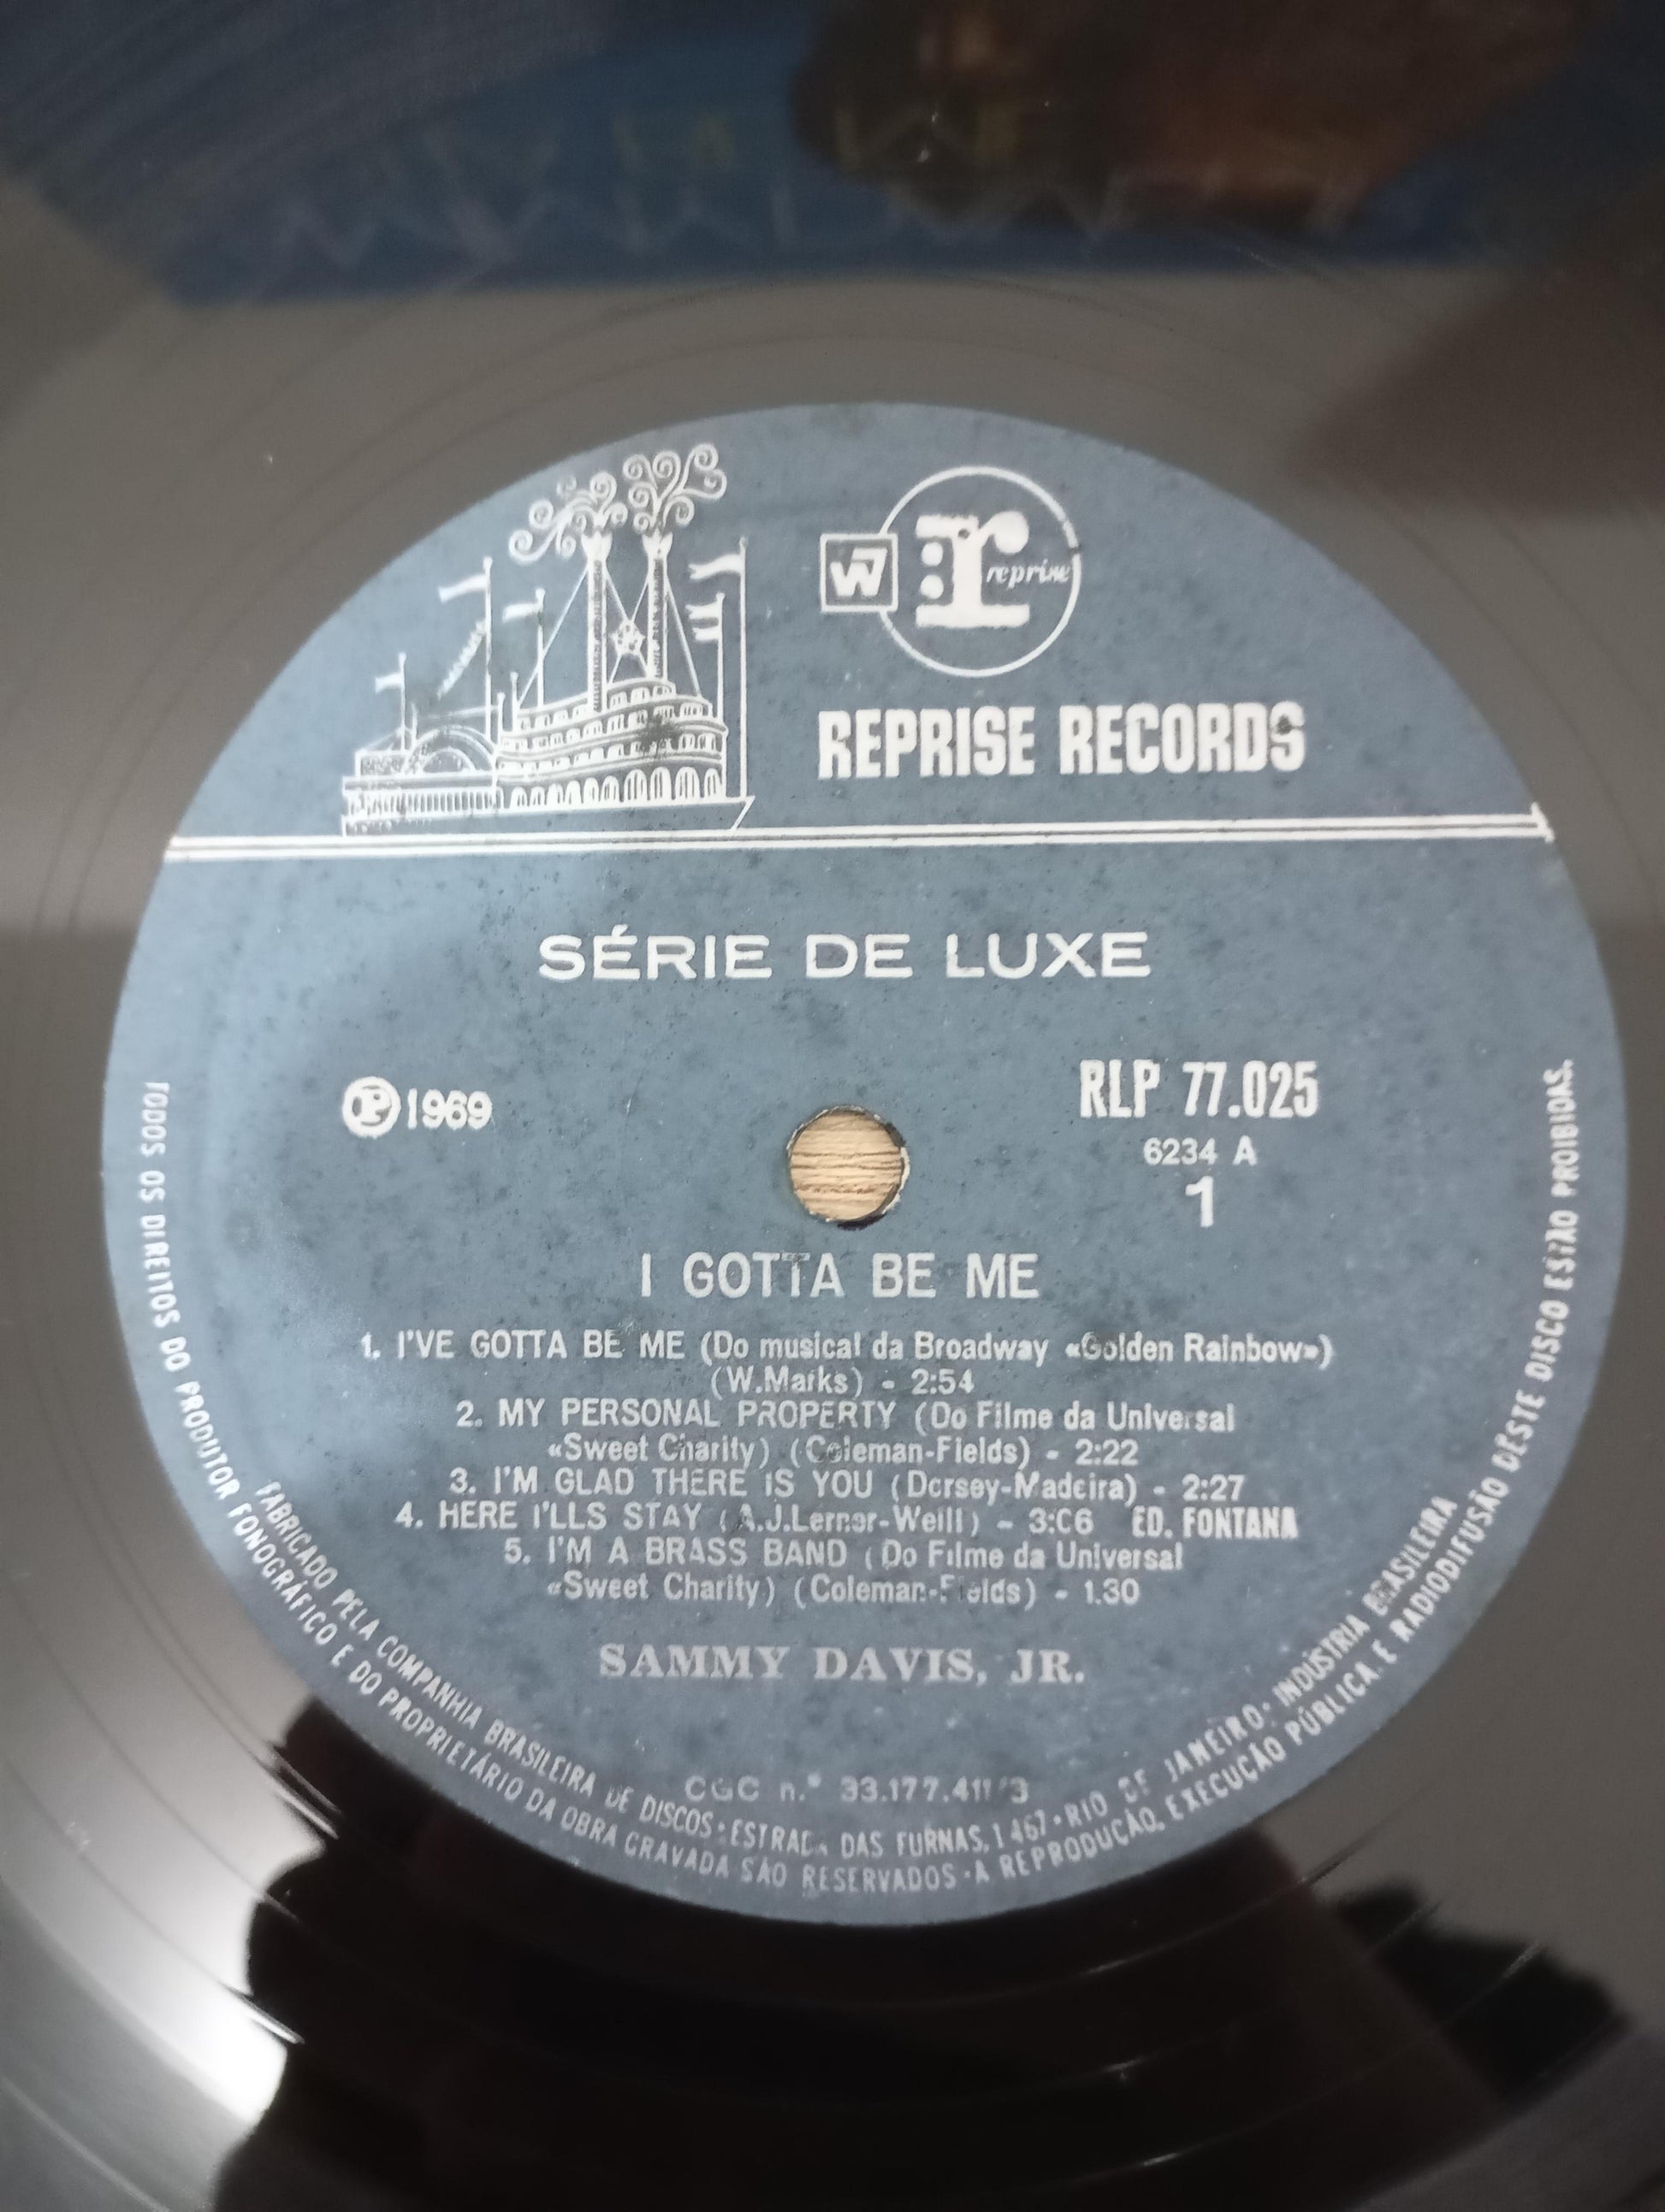 W
r reprise
REPRISE RECORDS
SÉRIE DE LUXE
Ⓟ 1969
RLP 77.025
6234 A
1
I GOTTA BE ME
1. I'VE GOTTA BE ME (Do musical da Broadway «Golden Rainbow»)
(W.Marks) - 2:54
2. MY PERSONAL PROPERTY (Do Filme da Universal
«Sweet Charity) (Coleman-Fields) - 2:22
3. I'M GLAD THERE IS YOU (Dorsey-Madeira) - 2:27
4. HERE I'LLS STAY (A.J.Lerner-Weill) - 3:06 ED. FONTANA
5. I'M A BRASS BAND (Do Filme da Universal
«Sweet Charity) (Coleman-Fields) - 1.30
SAMMY DAVIS, JR.
CGC n.° 33.177.411/3
FABRICADO PELA COMPANHIA BRASILEIRA DE DISCOS · ESTRADA DAS FURNAS, 1467 · RIO DE JANEIRO · INDÚSTRIA BRASILEIRA
TODOS OS DIREITOS DO PRODUTOR FONOGRÁFICO E DO PROPRIETÁRIO DA OBRA GRAVADA SÃO RESERVADOS · A REPRODUÇÃO, EXECUÇÃO PÚBLICA E RADIODIFUSÃO DÊSTE DISCO ESTÃO PROIBIDAS.